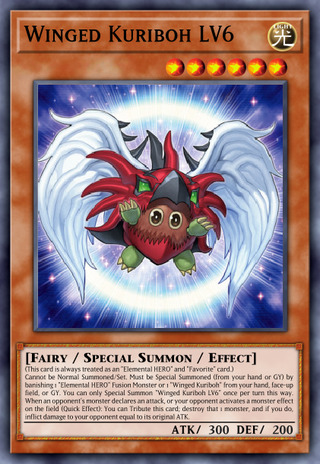 Winged Kuriboh LV6
LIGHT
光
[Fairy / Special Summon / Effect]
(This card is always treated as an "Elemental HERO" and "Favorite" card.)
Cannot be Normal Summoned/Set. Must be Special Summoned (from your hand or GY) by
banishing 1 "Elemental HERO" Fusion Monster or 1 "Winged Kuriboh" from your hand, face-up
field, or GY. You can only Special Summon "Winged Kuriboh LV6" once per turn this way.
When an opponent's monster declares an attack, or your opponent activates a monster effect
on the field (Quick Effect): You can Tribute this card; destroy that 1 monster, and if you do,
inflict damage to your opponent equal to its original ATK.
ATK/ 300 DEF/ 200